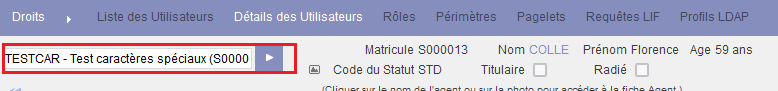 Droits Liste des Utilisateurs Détails des Utilisateurs Rôles Périmètres Pagelets Requêtes LIF Profils LDAP
Matricule S000013 Nom COLLE Prénom Florence Age 59 ans
TESTCAR - Test caractères spéciaux (S0000
Code du Statut STD Titulaire Radié
(Cliquer sur le nom de l'agent ou sur la photo pour accéder à la fiche Agent.)